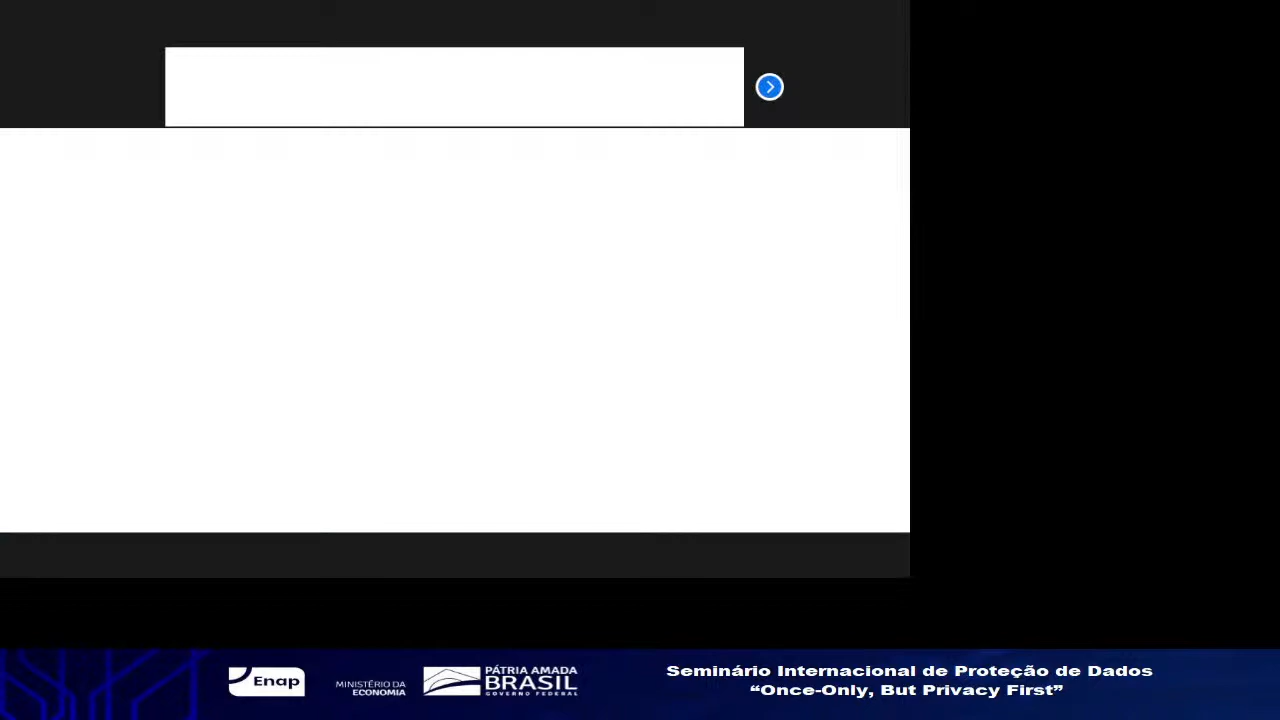 Enap
MINISTÉRIO DA
ECONOMIA
PÁTRIA AMADA
BRASIL
GOVERNO FEDERAL
Seminário Internacional de Proteção de Dados
“Once-Only, But Privacy First”